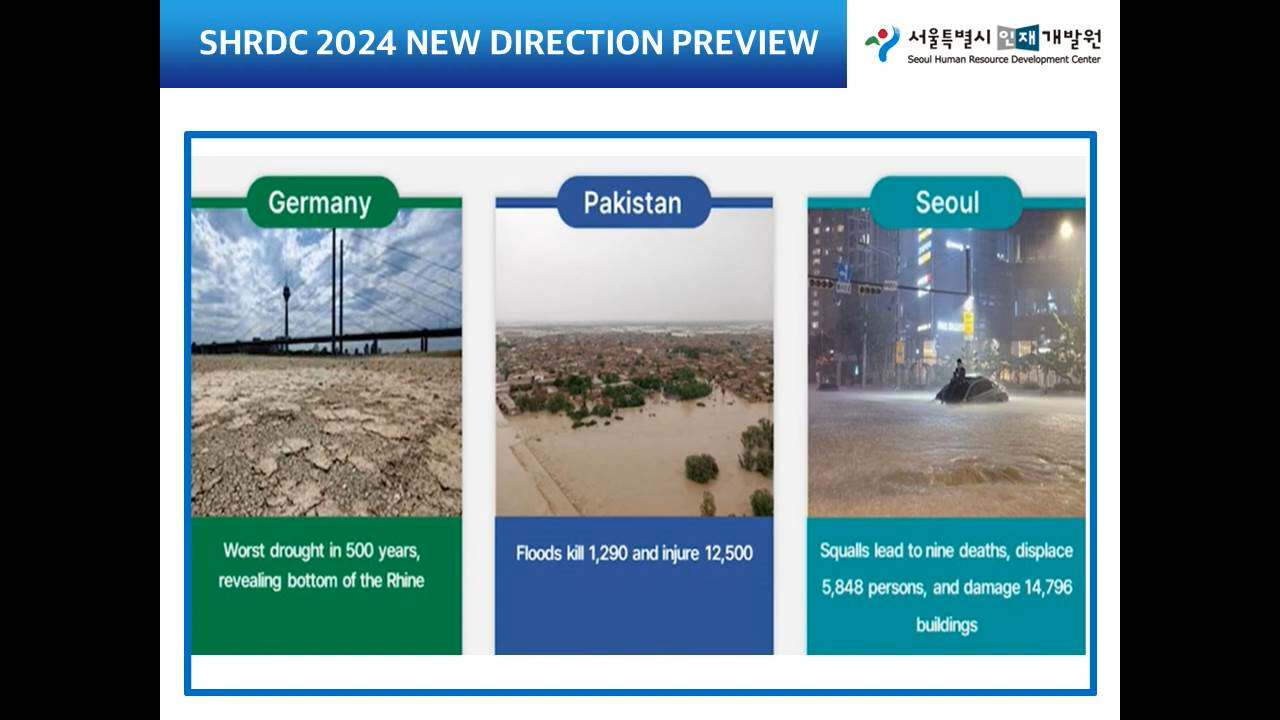 SHRDC 2024 NEW DIRECTION PREVIEW
서울특별시 인재개발원
Seoul Human Resource Development Center
Germany
Pakistan
Seoul
Worst drought in 500 years,
revealing bottom of the Rhine
Floods kill 1,290 and injure 12,500
Squalls lead to nine deaths, displace
5,848 persons, and damage 14,796
buildings